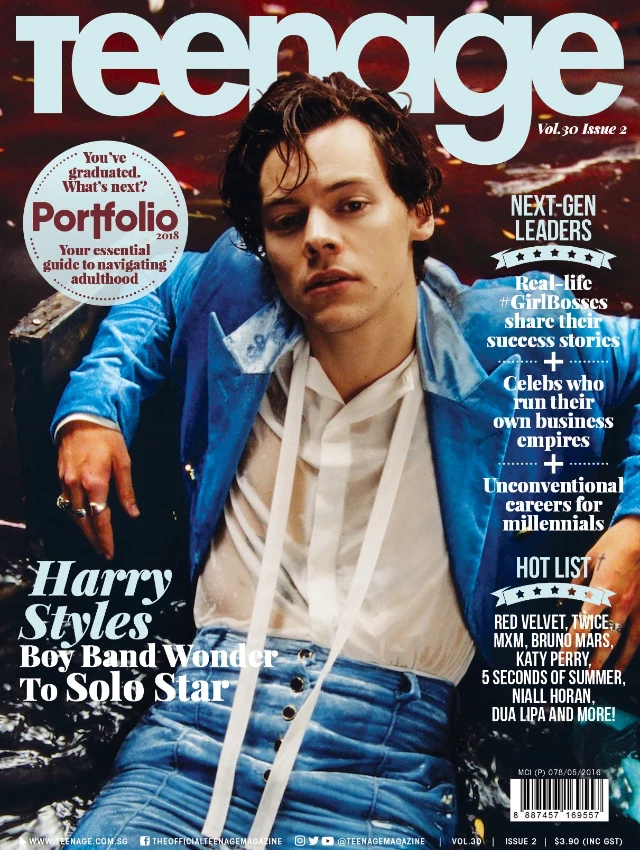 Teenage
Vol.30 Issue 2
You've
graduated.
What's next?
Portfolio
2018
Your essential
guide to navigating
adulthood
NEXT-GEN
LEADERS
Real-life
#GirlBosses
share their
success stories
+
Celebs who
run their
own business
empires
+
Unconventional
careers for
millennials
Harry
Styles
Boy Band Wonder
To Solo Star
HOT LIST
RED VELVET, TWICE,
MXM, BRUNO MARS,
KATY PERRY,
5 SECONDS OF SUMMER,
NIALL HORAN,
DUA LIPA AND MORE!
MCI (P) 078/05/2016
8 887457 169557
WWW.TEENAGE.COM.SG | THEOFFICIALTEENAGEMAGAZINE | @TEENAGEMAGAZINE | VOL.30 | ISSUE 2 | $3.90 (INC GST)